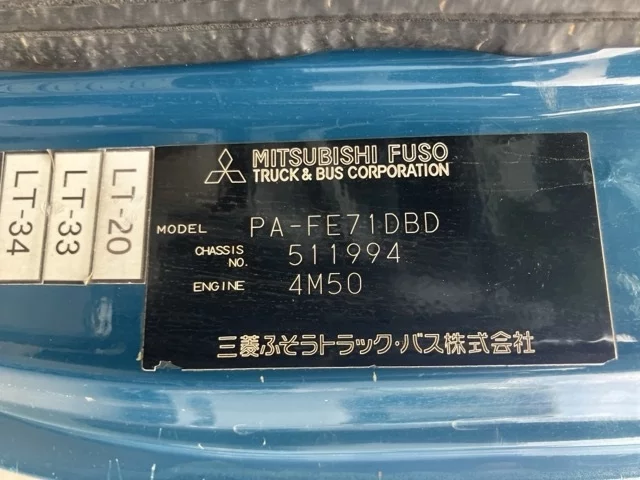 MITSUBISHI FUSO
TRUCK & BUS CORPORATION
MODEL PA-FE71DBD
CHASSIS NO. 511994
ENGINE 4M50
三菱ふそうトラック・バス株式会社
LT-34
LT-33
LT-20